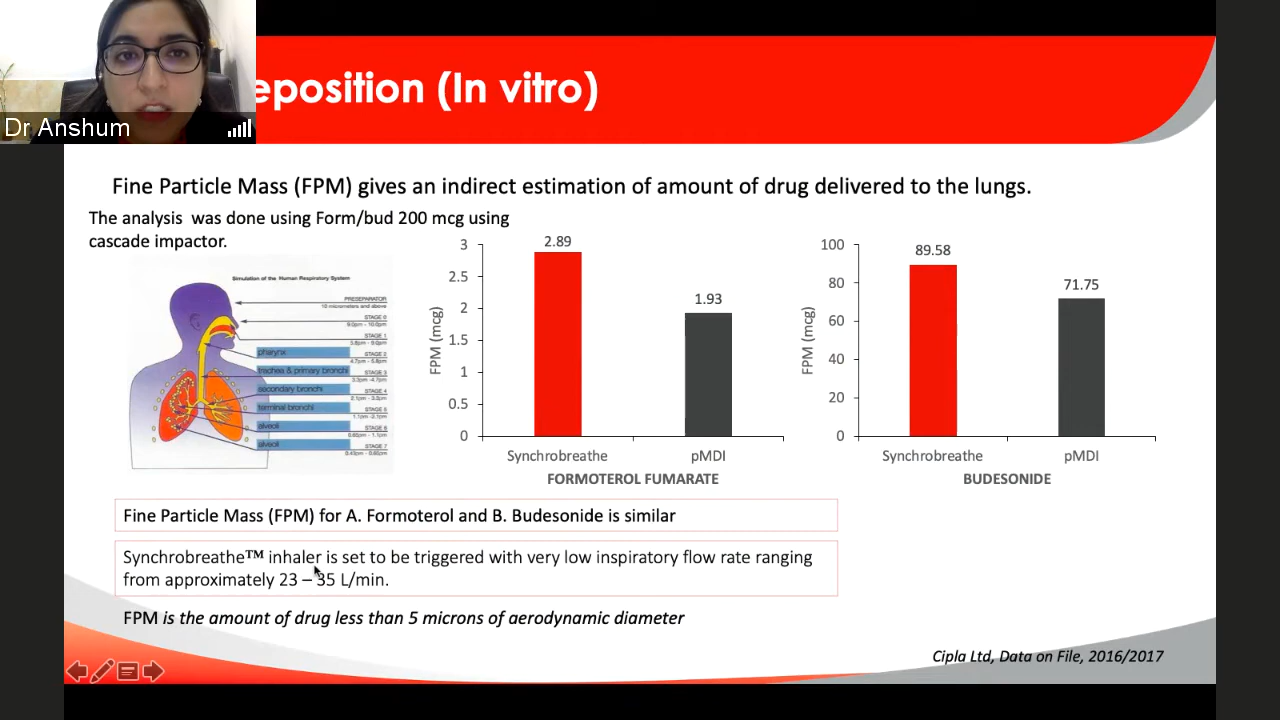 eposition (In vitro)
Dr Anshum
Fine Particle Mass (FPM) gives an indirect estimation of amount of drug delivered to the lungs.
The analysis was done using Form/bud 200 mcg using
cascade impactor.
Simulation of the Human Respiratory System
PRESEPARATOR
10 micrometers and above
STAGE 0
9.0µm - 10.0µm
STAGE 1
5.8µm - 9.0µm
pharynx
STAGE 2
4.7µm - 5.8µm
trachea & primary bronchi
STAGE 3
3.3µm - 4.7µm
secondary bronchi
STAGE 4
2.1µm - 3.3µm
terminal bronchi
STAGE 5
1.1µm - 2.1µm
alveoli
STAGE 6
0.65µm - 1.1µm
alveoli
STAGE 7
0.43µm - 0.65µm
FPM (mcg)
3
2.5
2
1.5
1
0.5
0
2.89
1.93
Synchrobreathe
pMDI
FORMOTEROL FUMARATE
FPM (mcg)
100
80
60
40
20
0
89.58
71.75
Synchrobreathe
pMDI
BUDESONIDE
Fine Particle Mass (FPM) for A. Formoterol and B. Budesonide is similar
Synchrobreathe™ inhaler is set to be triggered with very low inspiratory flow rate ranging
from approximately 23 – 35 L/min.
FPM is the amount of drug less than 5 microns of aerodynamic diameter
Cipla Ltd, Data on File, 2016/2017